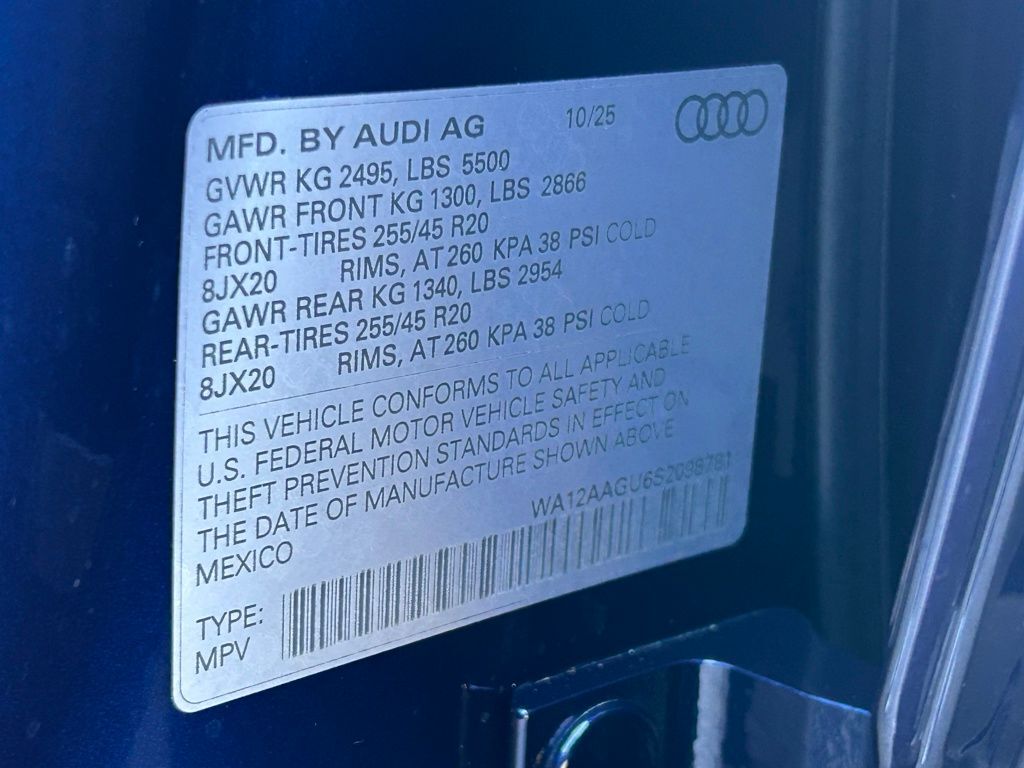 MFD. BY AUDI AG 10/25
GVWR KG 2495, LBS 5500
GAWR FRONT KG 1300, LBS 2866
FRONT-TIRES 255/45 R20
8JX20 RIMS, AT 260 KPA 38 PSI COLD
GAWR REAR KG 1340, LBS 2954
REAR-TIRES 255/45 R20
8JX20 RIMS, AT 260 KPA 38 PSI COLD
THIS VEHICLE CONFORMS TO ALL APPLICABLE
U.S. FEDERAL MOTOR VEHICLE SAFETY AND
THEFT PREVENTION STANDARDS IN EFFECT ON
THE DATE OF MANUFACTURE SHOWN ABOVE
MEXICO WA12AAGU6S2098781
TYPE:
MPV